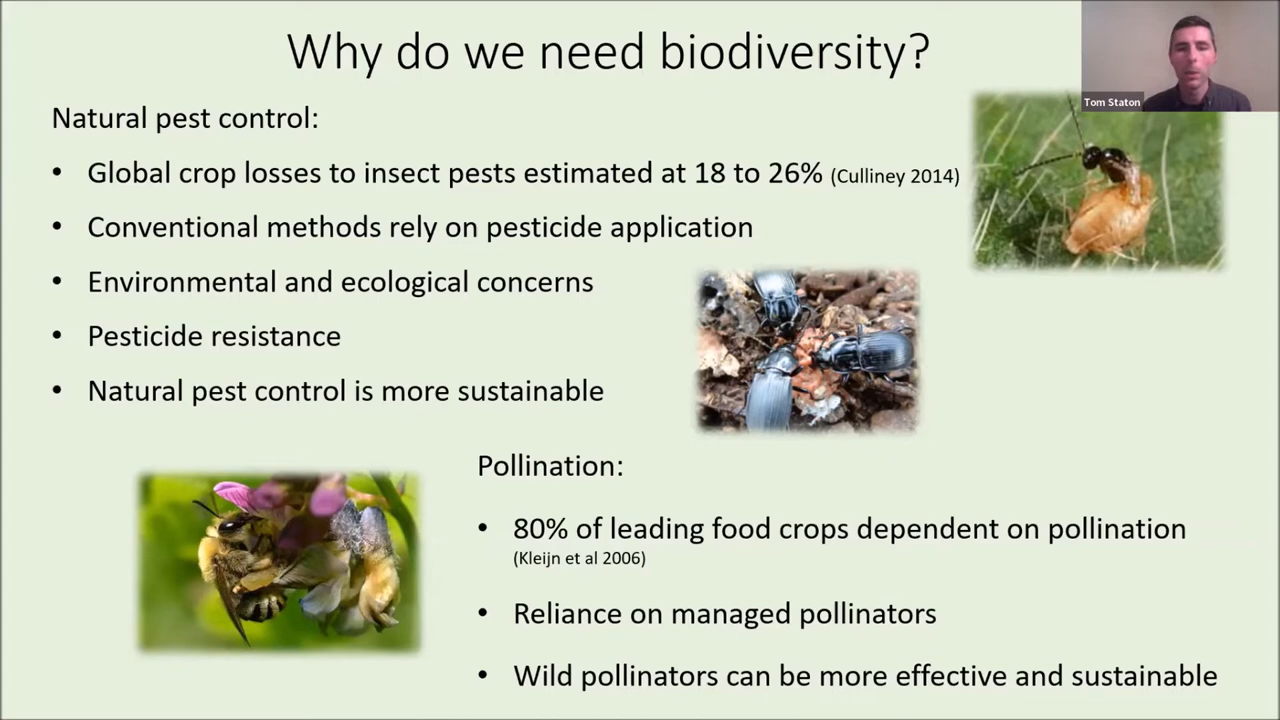 Why do we need biodiversity?
Tom Staton
Natural pest control:
• Global crop losses to insect pests estimated at 18 to 26% (Culliney 2014)
• Conventional methods rely on pesticide application
• Environmental and ecological concerns
• Pesticide resistance
• Natural pest control is more sustainable
Pollination:
• 80% of leading food crops dependent on pollination
(Kleijn et al 2006)
• Reliance on managed pollinators
• Wild pollinators can be more effective and sustainable